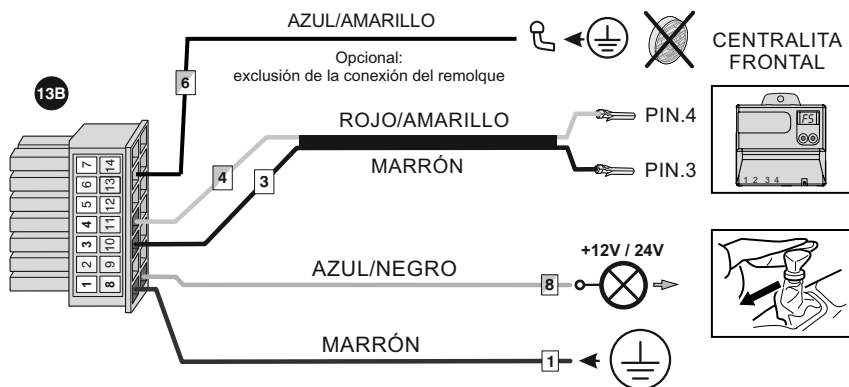 AZUL/AMARILLO
Opcional:
exclusión de la conexión del remolque
CENTRALITA
FRONTAL
6
13B
ROJO/AMARILLO
PIN.4
FS
MARRÓN
PIN.3
1 2 3 4
4
3
7 14
6 13
5 12
4 11
3 10
2 9
1 8
+12V / 24V
AZUL/NEGRO
8
MARRÓN
1